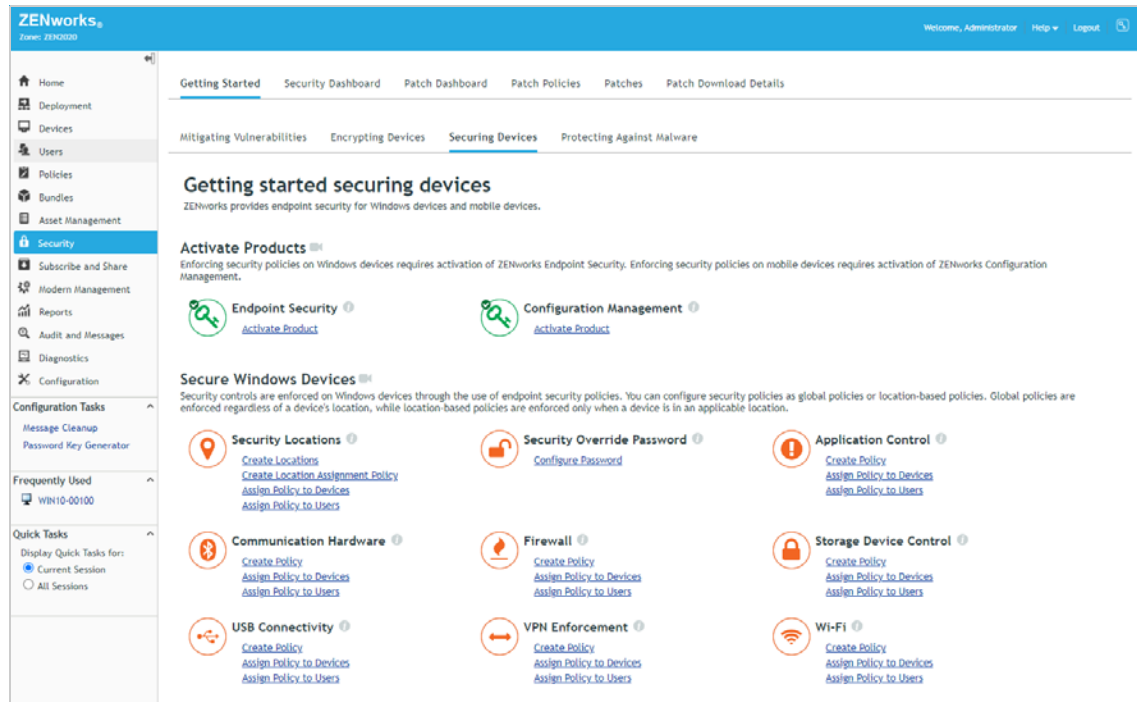 ZENworks®
Zone: ZEN2020
Welcome, Administrator Help Logout
Home
Deployment
Devices
Users
Policies
Bundles
Asset Management
Security
Subscribe and Share
Modern Management
Reports
Audit and Messages
Diagnostics
Configuration
Configuration Tasks
Message Cleanup
Password Key Generator
Frequently Used
WIN10-00100
Quick Tasks
Display Quick Tasks for:
Current Session
All Sessions
Getting Started Security Dashboard Patch Dashboard Patch Policies Patches Patch Download Details
Mitigating Vulnerabilities Encrypting Devices Securing Devices Protecting Against Malware
Getting started securing devices
ZENworks provides endpoint security for Windows devices and mobile devices.
Activate Products
Enforcing security policies on Windows devices requires activation of ZENworks Endpoint Security. Enforcing security policies on mobile devices requires activation of ZENworks Configuration
Management.
Endpoint Security
Activate Product
Configuration Management
Activate Product
Secure Windows Devices
Security controls are enforced on Windows devices through the use of endpoint security policies. You can configure security policies as global policies or location-based policies. Global policies are
enforced regardless of a device's location, while location-based policies are enforced only when a device is in an applicable location.
Security Locations
Create Locations
Create Location Assignment Policy
Assign Policy to Devices
Assign Policy to Users
Security Override Password
Configure Password
Application Control
Create Policy
Assign Policy to Devices
Assign Policy to Users
Communication Hardware
Create Policy
Assign Policy to Devices
Assign Policy to Users
Firewall
Create Policy
Assign Policy to Devices
Assign Policy to Users
Storage Device Control
Create Policy
Assign Policy to Devices
Assign Policy to Users
USB Connectivity
Create Policy
Assign Policy to Devices
Assign Policy to Users
VPN Enforcement
Create Policy
Assign Policy to Devices
Assign Policy to Users
Wi-Fi
Create Policy
Assign Policy to Devices
Assign Policy to Users